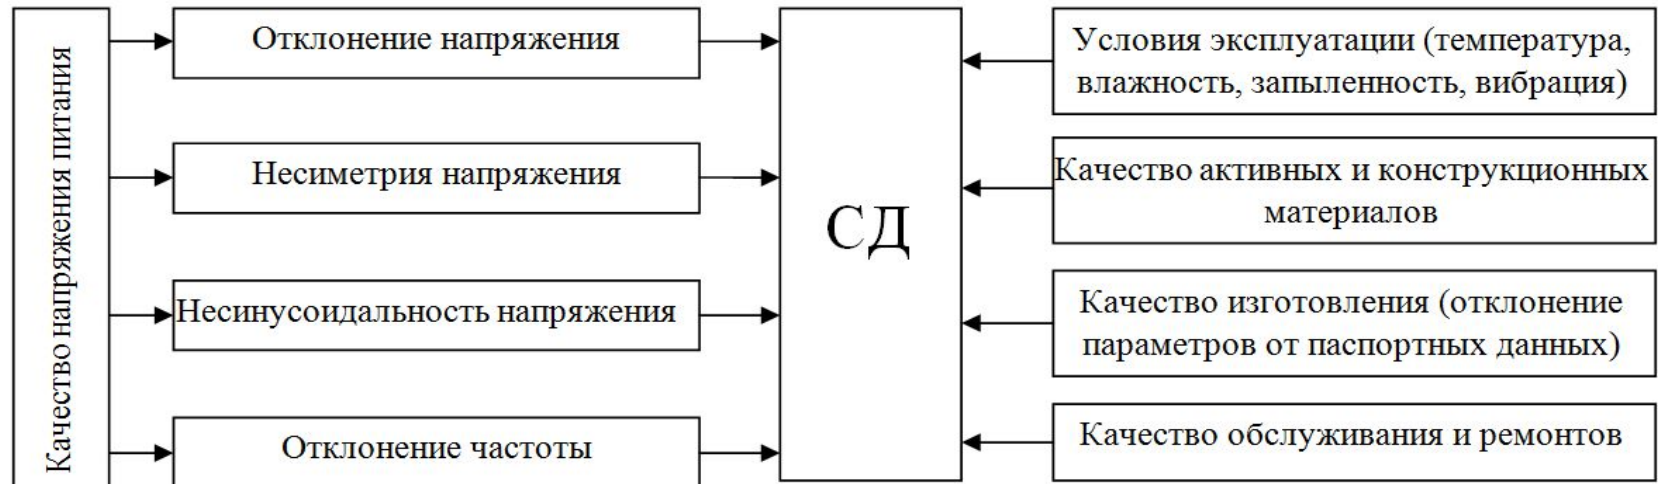 Качество напряжения питания
Отклонение напряжения
Несиметрия напряжения
Несинусоидальность напряжения
Отклонение частоты
СД
Условия эксплуатации (температура,
влажность, запыленность, вибрация)
Качество активных и конструкционных
материалов
Качество изготовления (отклонение
параметров от паспортных данных)
Качество обслуживания и ремонтов